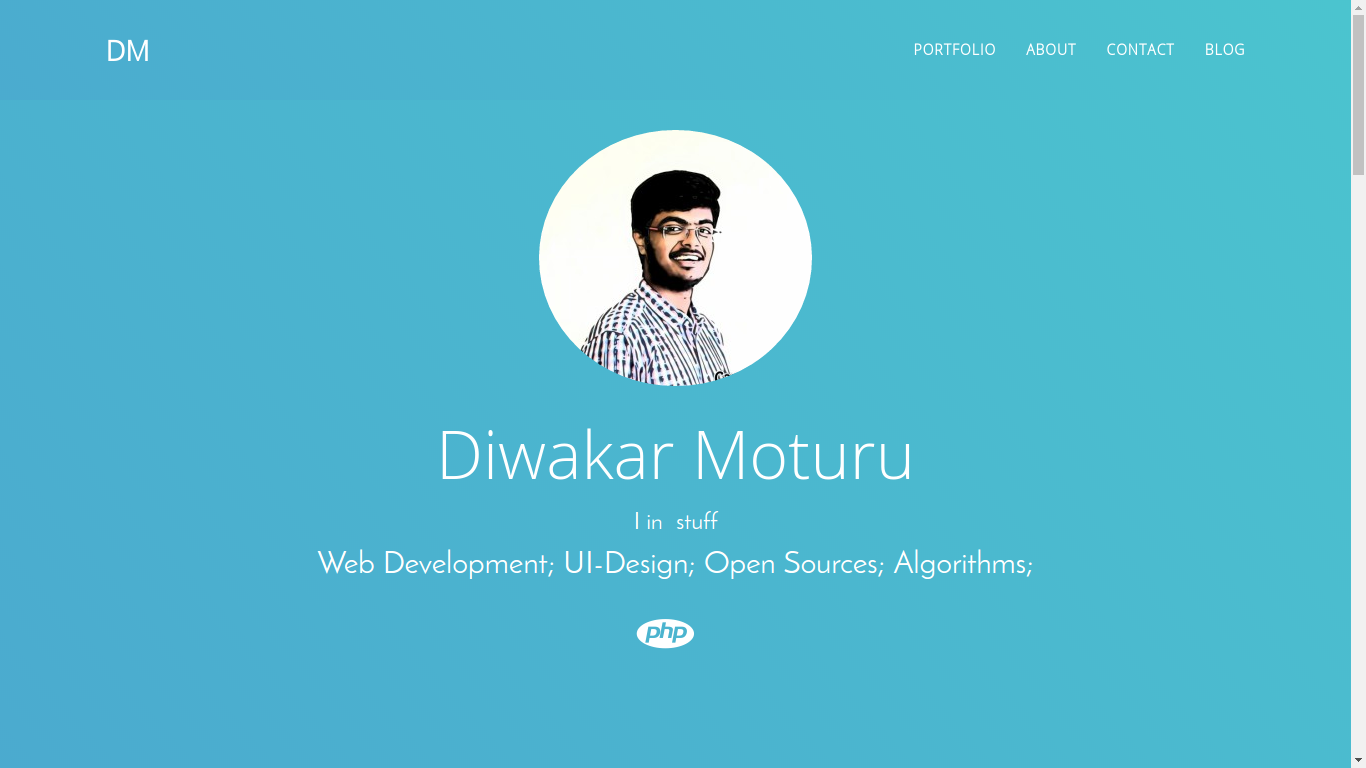 DM
PORTFOLIO ABOUT CONTACT BLOG
Diwakar Moturu
I in stuff
Web Development; UI-Design; Open Sources; Algorithms;
php